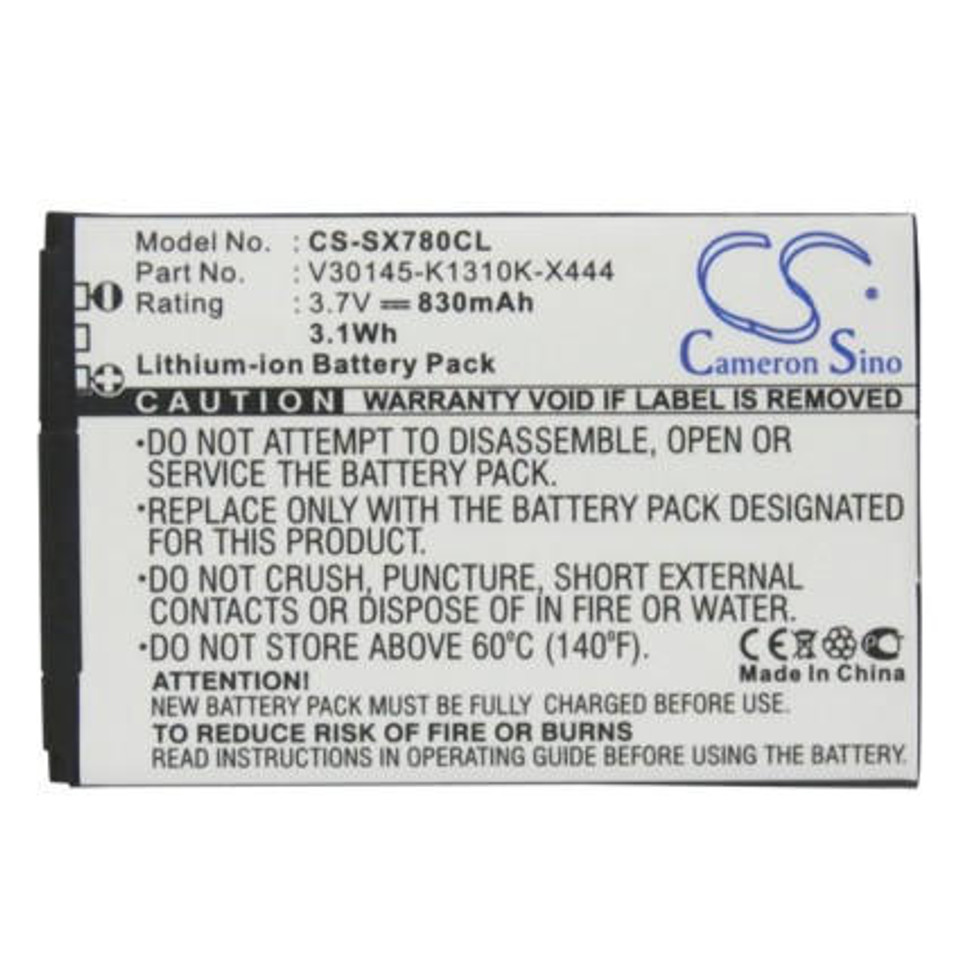 Model No. : CS-SX780CL
Part No. : V30145-K1310K-X444
Rating : 3.7V 830mAh
3.1Wh
Lithium-ion Battery Pack
CS
Cameron Sino
CAUTION WARRANTY VOID IF LABEL IS REMOVED
•DO NOT ATTEMPT TO DISASSEMBLE, OPEN OR
SERVICE THE BATTERY PACK.
•REPLACE ONLY WITH THE BATTERY PACK DESIGNATED
FOR THIS PRODUCT.
•DO NOT CRUSH, PUNCTURE, SHORT EXTERNAL
CONTACTS OR DISPOSE OF IN FIRE OR WATER.
•DO NOT STORE ABOVE 60°C (140°F).
CE
Made In China
ATTENTION!
NEW BATTERY PACK MUST BE FULLY CHARGED BEFORE USE.
TO REDUCE RISK OF FIRE OR BURNS
READ INSTRUCTIONS IN OPERATING GUIDE BEFORE USING THE BATTERY.